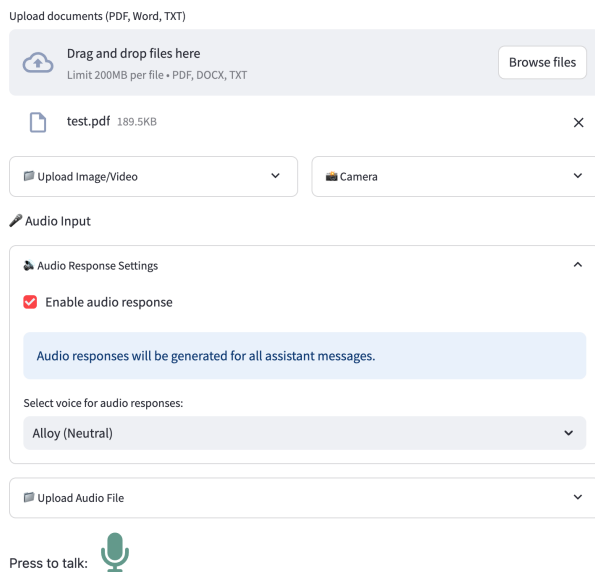 Upload documents (PDF, Word, TXT)
Drag and drop files here
Limit 200MB per file • PDF, DOCX, TXT
Browse files
test.pdf 189.5KB
Upload Image/Video
Camera
Audio Input
Audio Response Settings
Enable audio response
Audio responses will be generated for all assistant messages.
Select voice for audio responses:
Alloy (Neutral)
Upload Audio File
Press to talk: